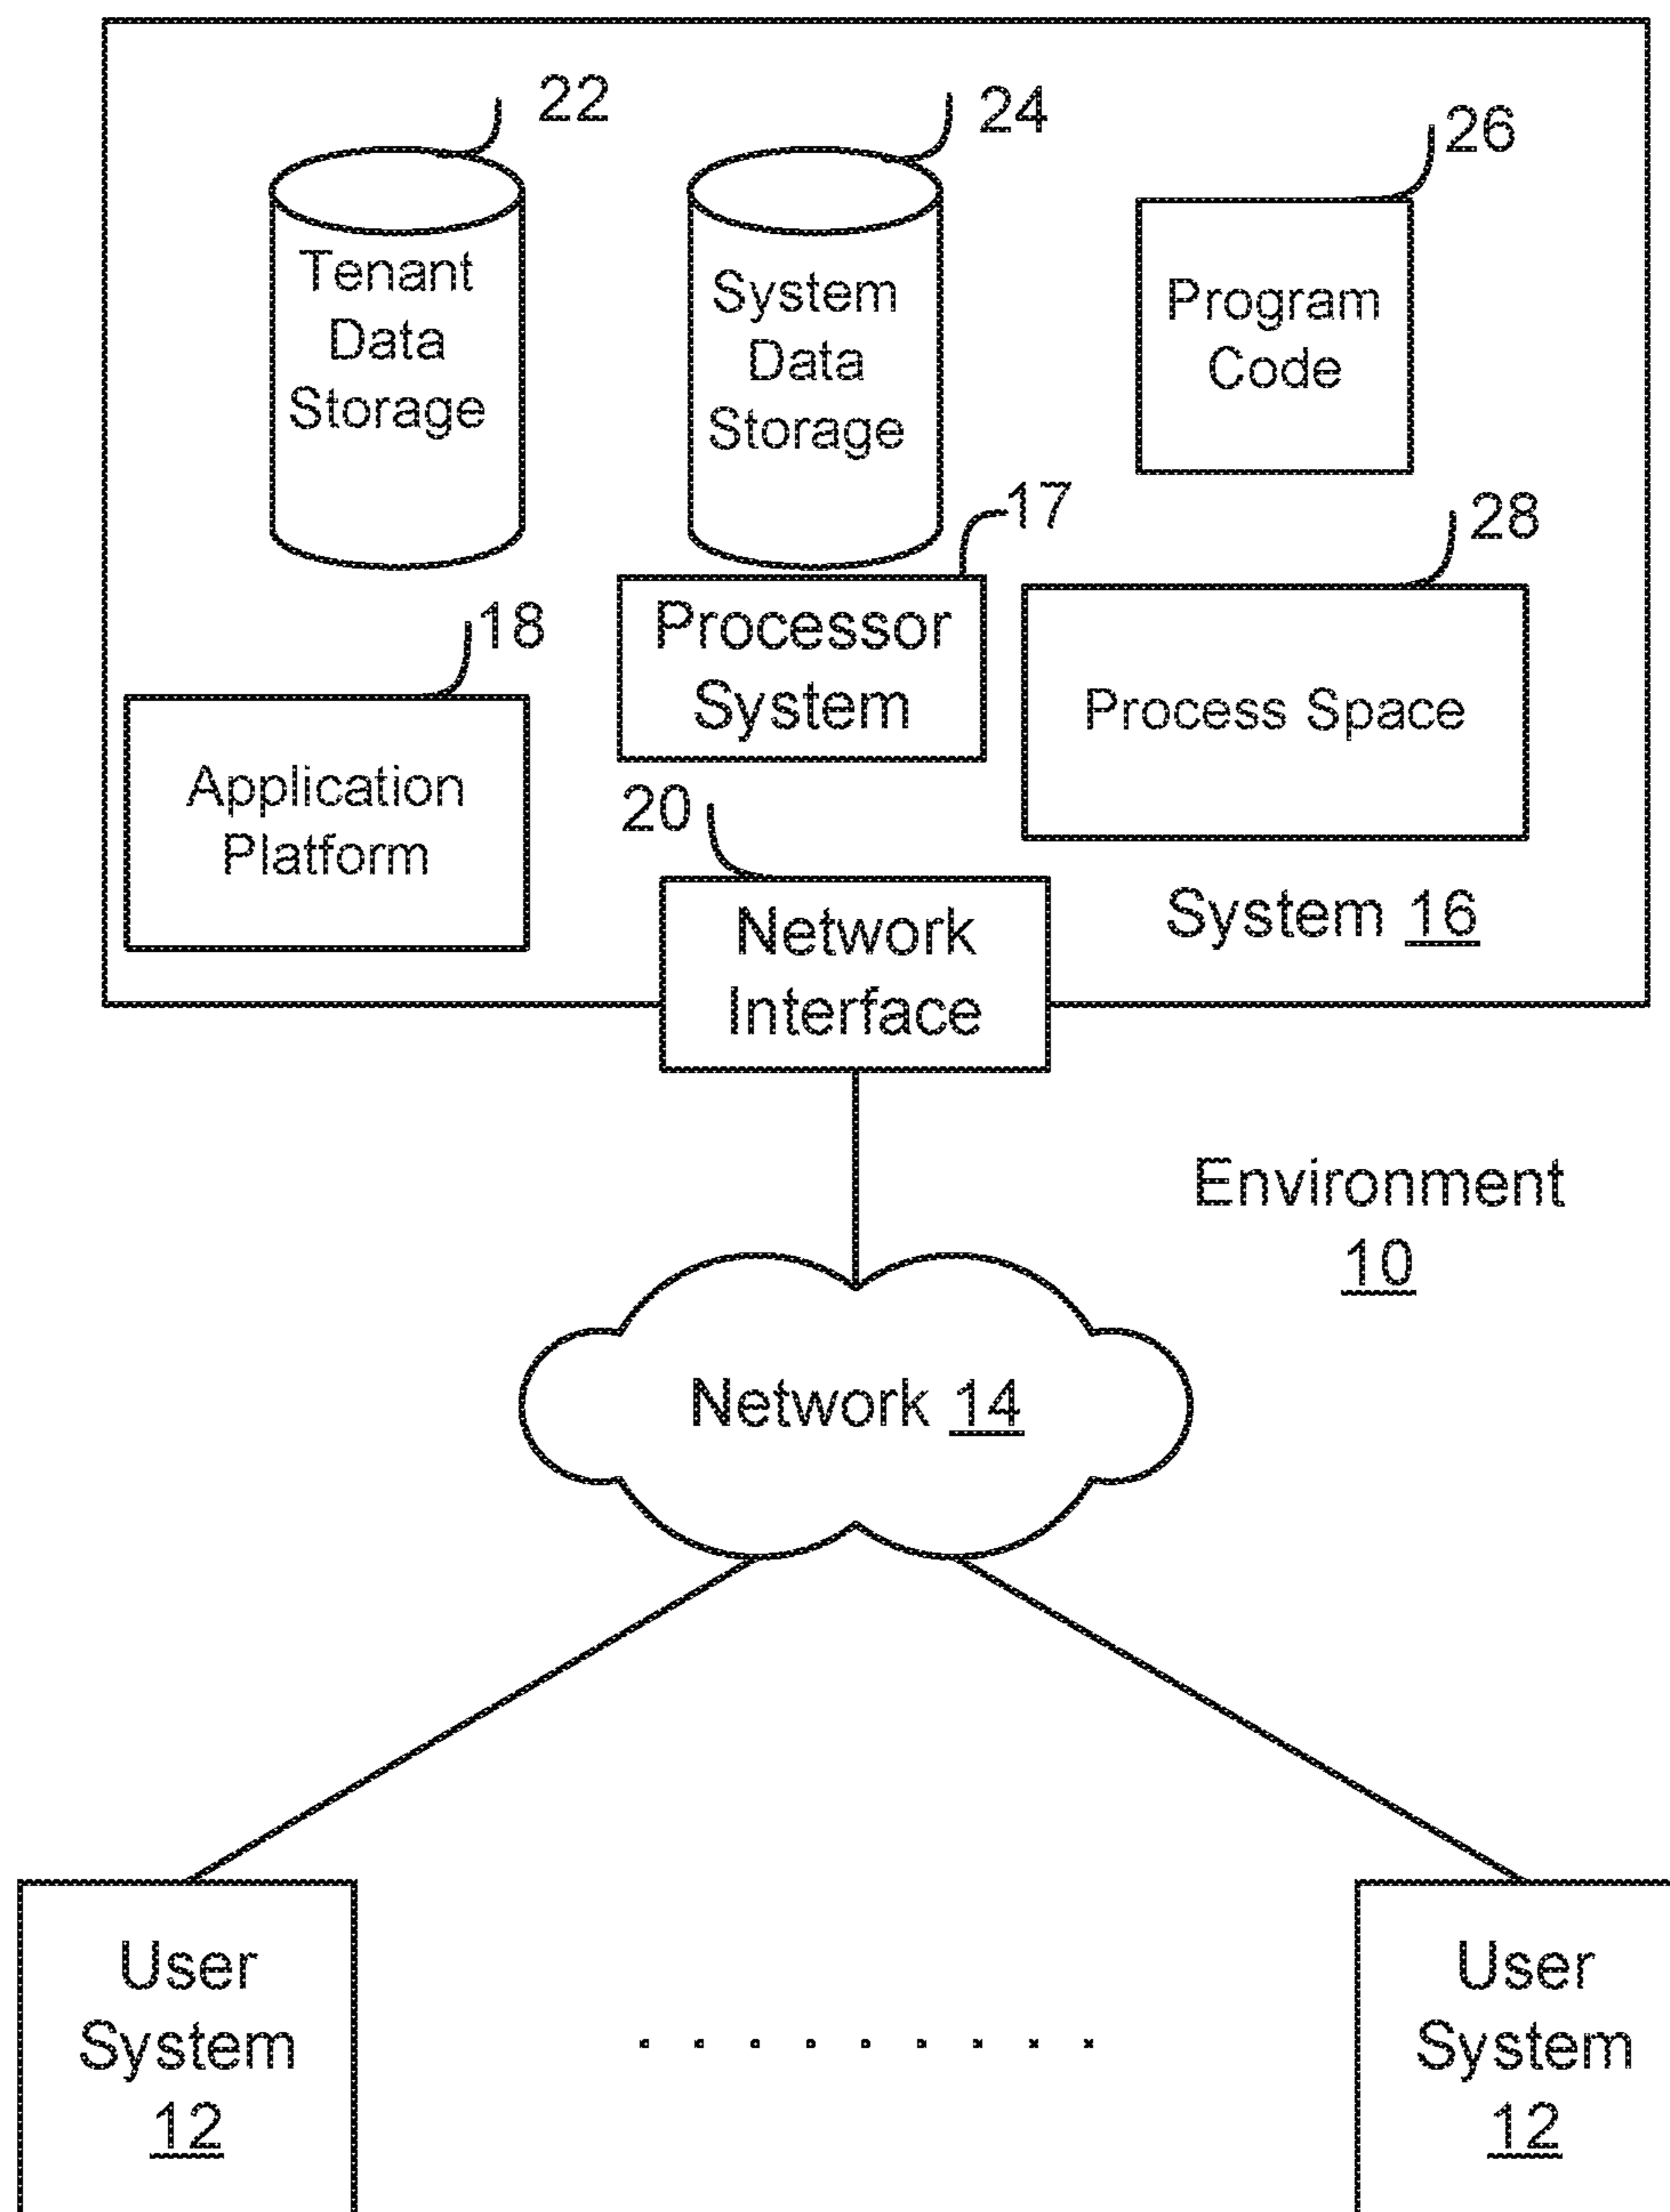 22
24
26
Tenant
Data
Storage
System
Data
Storage
Program
Code
17
28
18
Processor
System
Process Space
Application
Platform
20
Network
Interface
System 16
Environment
10
Network 14
User
System
12
User
System
12